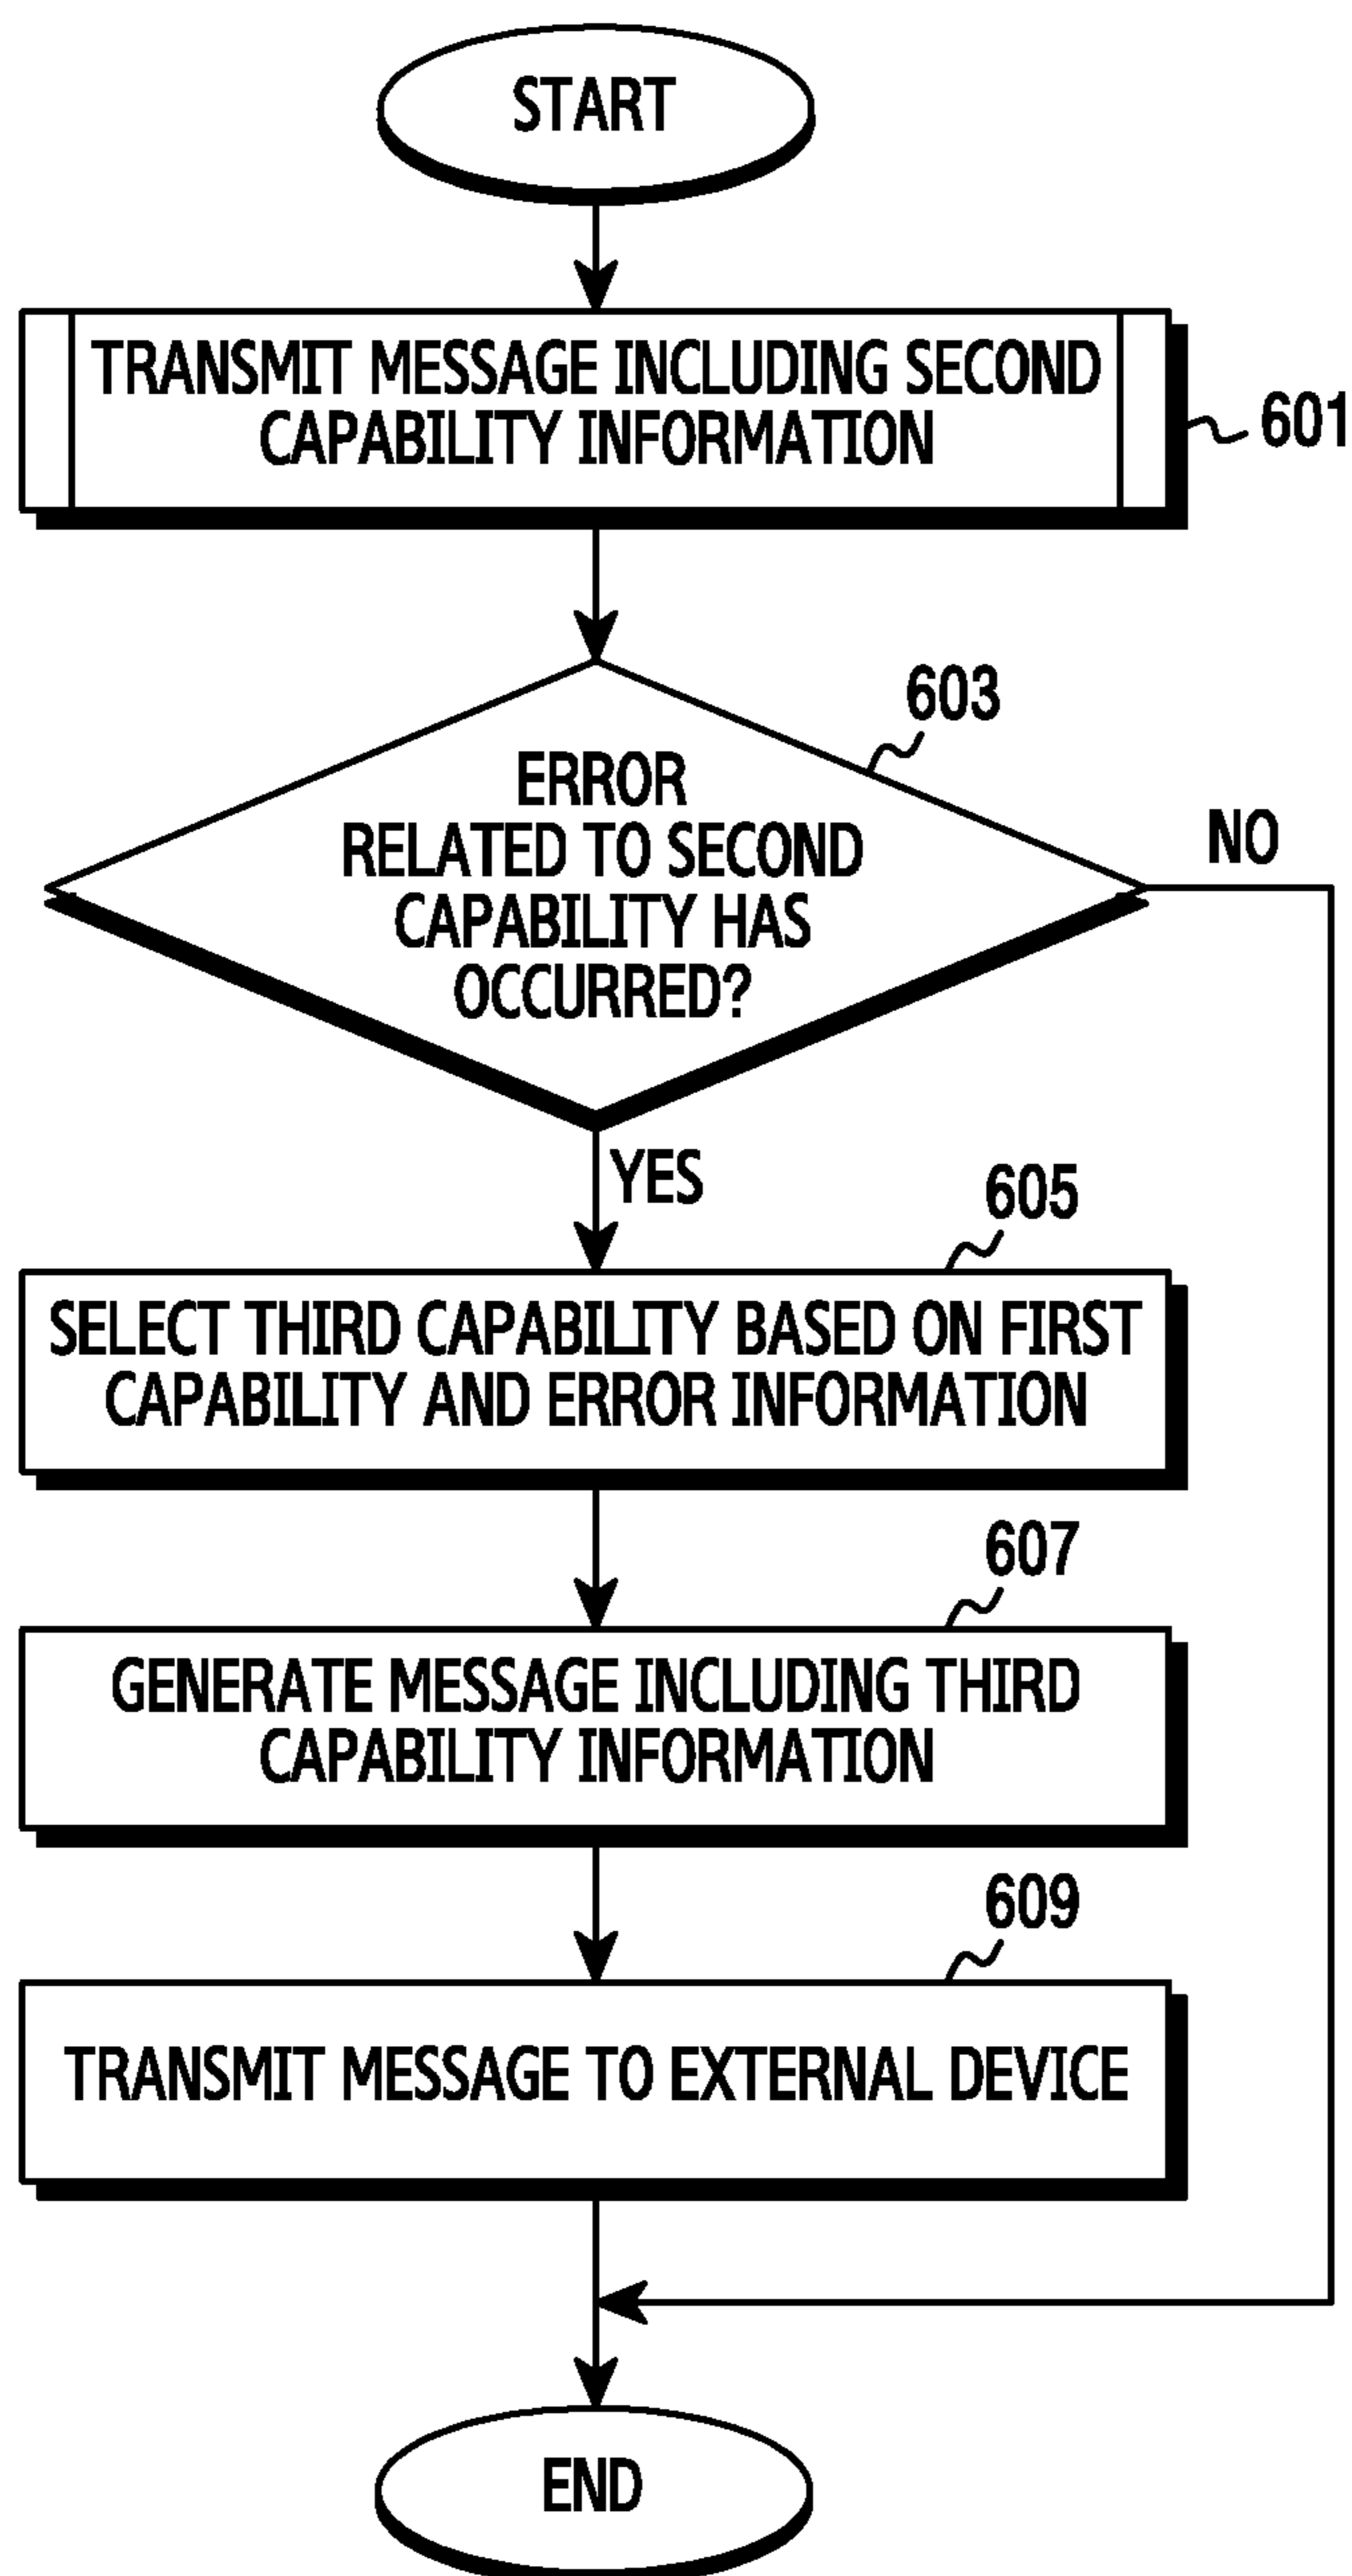 START
TRANSMIT MESSAGE INCLUDING SECOND
CAPABILITY INFORMATION
601
603
ERROR
RELATED TO SECOND
CAPABILITY HAS
OCCURRED?
NO
YES
605
SELECT THIRD CAPABILITY BASED ON FIRST
CAPABILITY AND ERROR INFORMATION
607
GENERATE MESSAGE INCLUDING THIRD
CAPABILITY INFORMATION
609
TRANSMIT MESSAGE TO EXTERNAL DEVICE
END